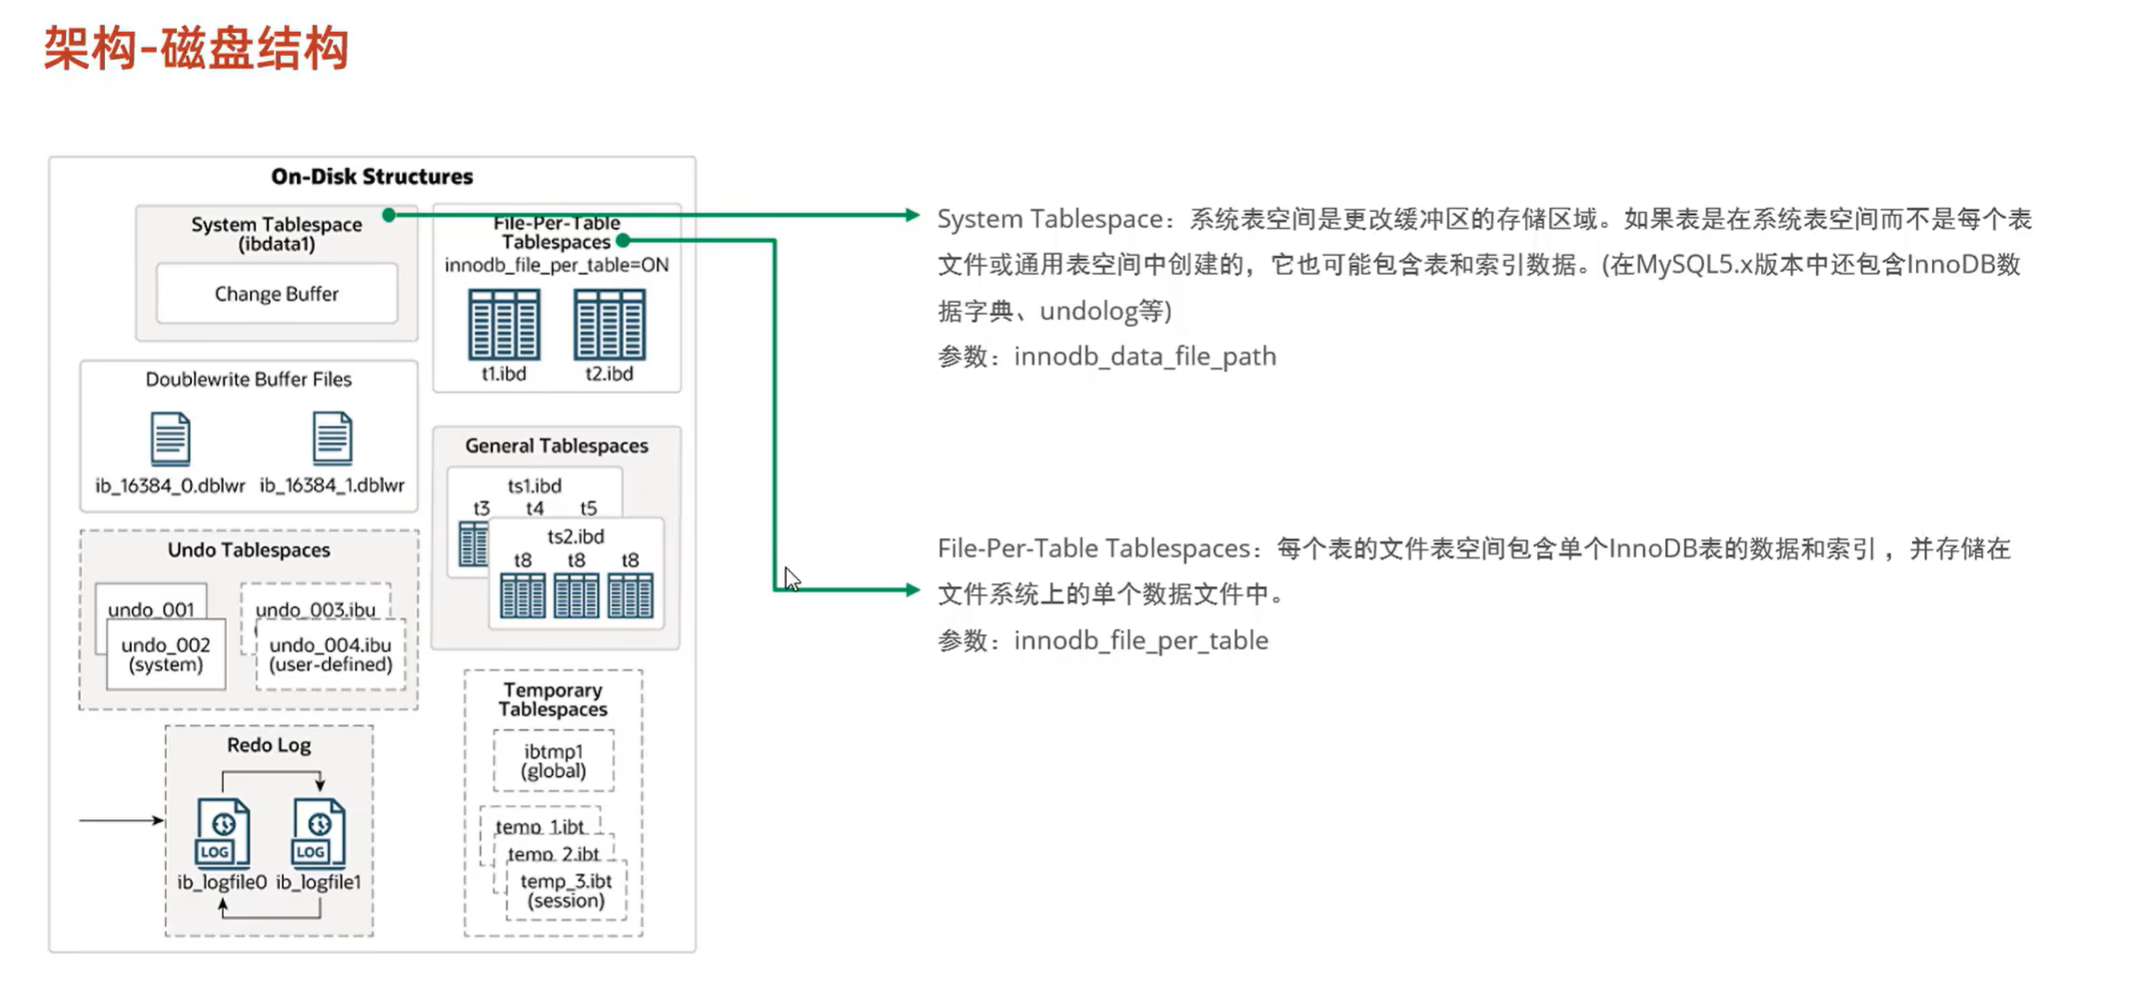 架构-磁盘结构
On-Disk Structures
System Tablespace
(ibdata1)
Change Buffer
File-Per-Table
Tablespaces
innodb_file_per_table=ON
t1.ibd
t2.ibd
Doublewrite Buffer Files
ib_16384_0.dblwr
ib_16384_1.dblwr
General Tablespaces
ts1.ibd
t3
t4
t5
ts2.ibd
t8
t8
t8
Undo Tablespaces
undo_001
undo_002
(system)
undo_003.ibu
undo_004.ibu
(user-defined)
Redo Log
LOG
LOG
ib_logfile0
ib_logfile1
Temporary
Tablespaces
ibtmp1
(global)
temp_1.ibt
temp_2.ibt
temp_3.ibt
(session)
System Tablespace：系统表空间是更改缓冲区的存储区域。如果表是在系统表空间而不是每个表
文件或通用表空间中创建的，它也可能包含表和索引数据。(在MySQL5.x版本中还包含InnoDB数
据字典、undolog等)
参数：innodb_data_file_path
File-Per-Table Tablespaces：每个表的文件表空间包含单个InnoDB表的数据和索引 ，并存储在
文件系统上的单个数据文件中。
参数：innodb_file_per_table